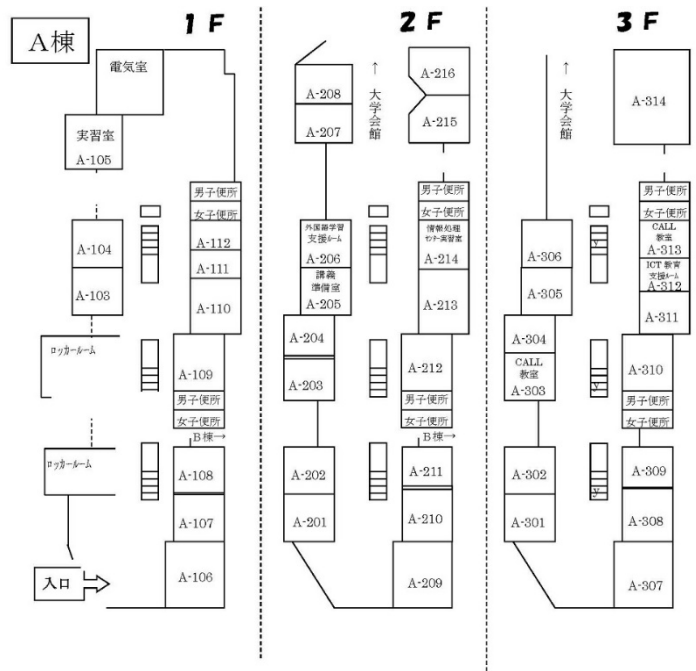 A棟
1 F
電気室
実習室
A-105
男子便所
女子便所
A-104
A-112
A-111
A-103
A-110
ロッカールーム
A-109
男子便所
女子便所
B棟→
ロッカールーム
A-108
A-107
入口
A-106
2 F
↑
大学会館
A-208
A-216
A-207
A-215
男子便所
女子便所
外国語学習
支援ルーム
A-206
情報処理
センター実習室
A-214
講義
準備室
A-205
A-213
A-204
A-212
A-203
男子便所
女子便所
B棟→
A-202
A-211
A-201
A-210
A-209
3 F
↑
大学会館
A-314
男子便所
女子便所
CALL
教室
A-313
y
A-306
ICT教育
支援ルーム
A-312
A-305
A-311
A-304
CALL
教室
A-303
y
A-310
男子便所
女子便所
A-302
A-309
y
A-301
A-308
A-307